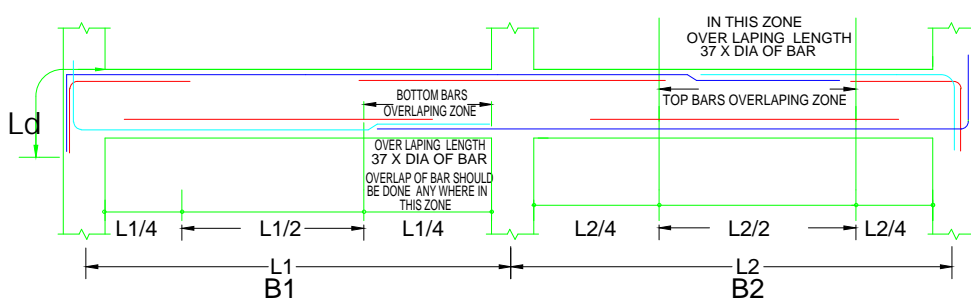 IN THIS ZONE
OVER LAPING LENGTH
37 X DIA OF BAR
BOTTOM BARS
OVERLAPING ZONE
TOP BARS OVERLAPING ZONE
Ld
OVER LAPING LENGTH
37 X DIA OF BAR
OVERLAP OF BAR SHOULD
BE DONE ANY WHERE IN
THIS ZONE
L1/4
L1/2
L1/4
L2/4
L2/2
L2/4
L1
L2
B1
B2